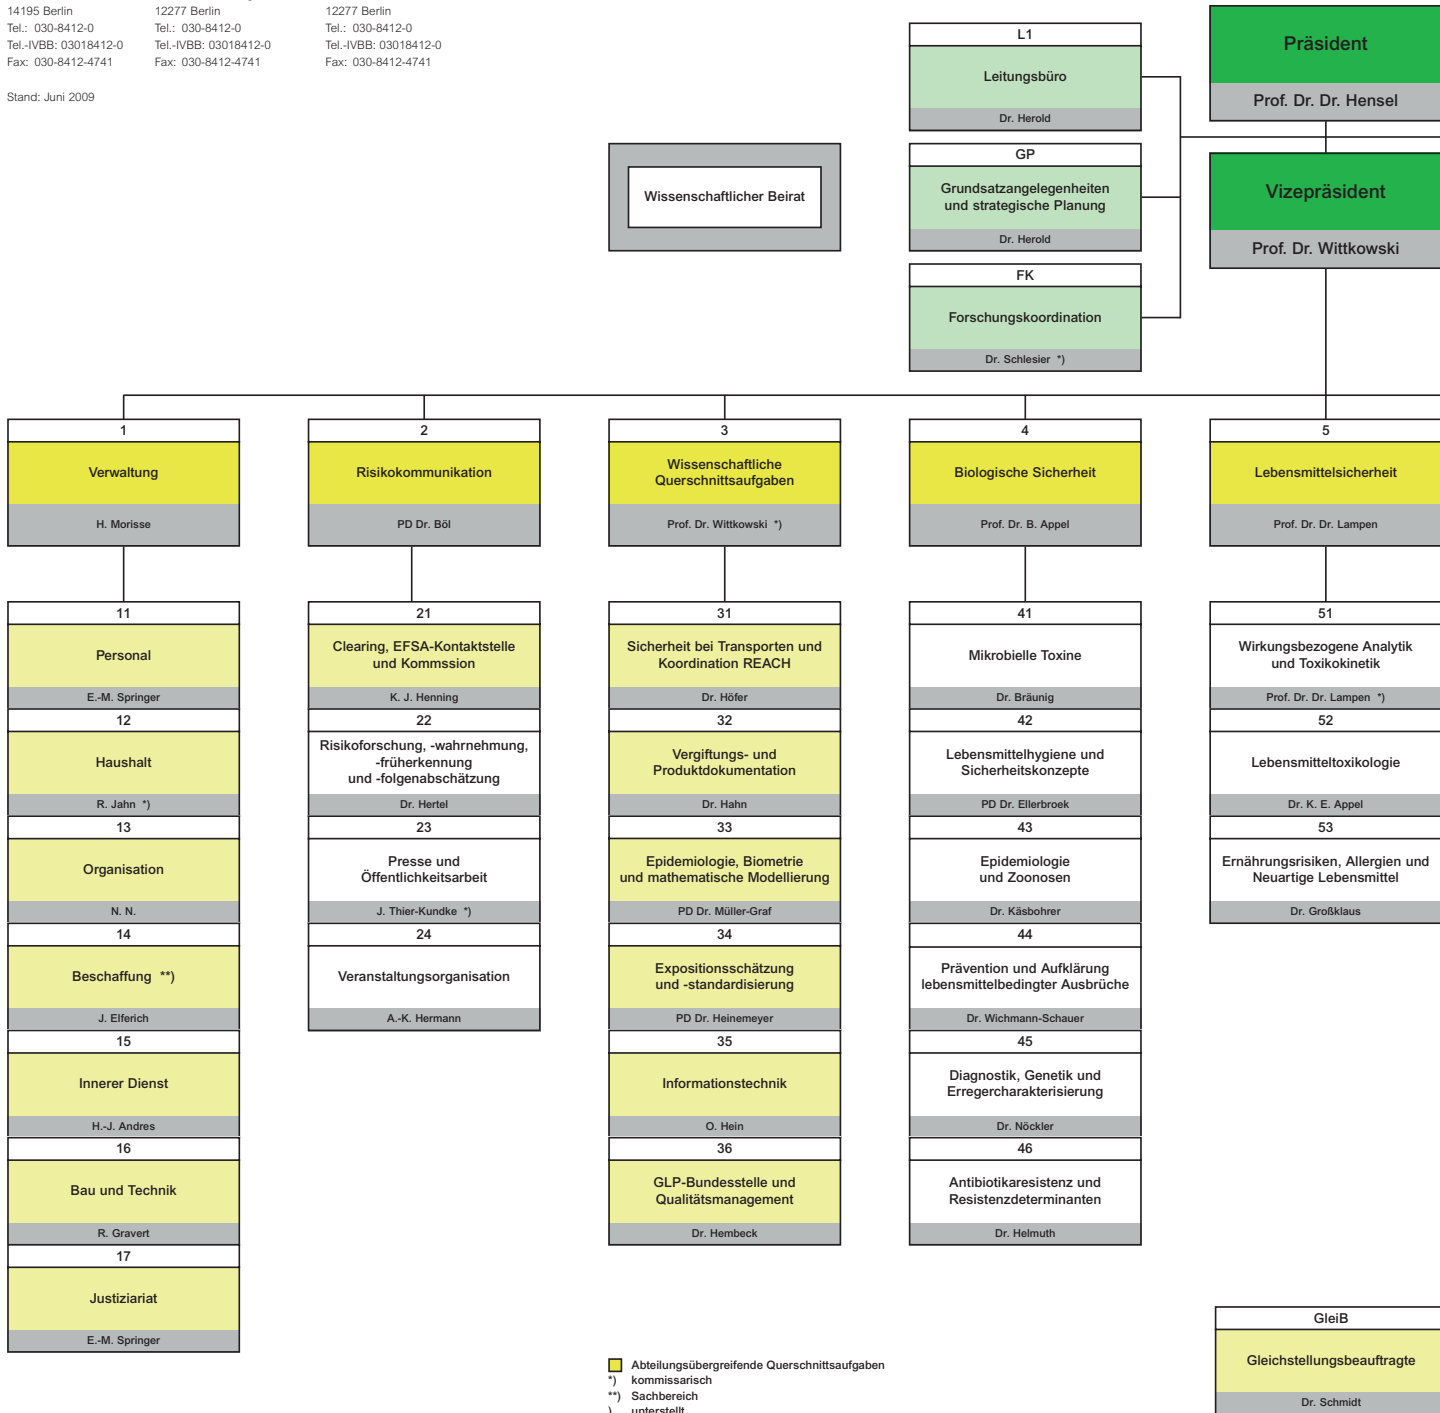 14195 Berlin
Tel.: 030-8412-0
Tel.-IVBB: 03018412-0
Fax: 030-8412-4741
12277 Berlin
Tel.: 030-8412-0
Tel.-IVBB: 03018412-0
Fax: 030-8412-4741
12277 Berlin
Tel.: 030-8412-0
Tel.-IVBB: 03018412-0
Fax: 030-8412-4741
Stand: Juni 2009
Wissenschaftlicher Beirat
L1
Leitungsbüro
Dr. Herold
GP
Grundsatzangelegenheiten
und strategische Planung
Dr. Herold
FK
Forschungskoordination
Dr. Schlesier *)
Präsident
Prof. Dr. Dr. Hensel
Vizepräsident
Prof. Dr. Wittkowski
1
Verwaltung
H. Morisse
11
Personal
E.-M. Springer
12
Haushalt
R. Jahn *)
13
Organisation
N. N.
14
Beschaffung **)
J. Elferich
15
Innerer Dienst
H.-J. Andres
16
Bau und Technik
R. Gravert
17
Justiziariat
E.-M. Springer
2
Risikokommunikation
PD Dr. Böl
21
Clearing, EFSA-Kontaktstelle
und Kommssion
K. J. Henning
22
Risikoforschung, -wahrnehmung,
-früherkennung
und -folgenabschätzung
Dr. Hertel
23
Presse und
Öffentlichkeitsarbeit
J. Thier-Kundke *)
24
Veranstaltungsorganisation
A.-K. Hermann
3
Wissenschaftliche
Querschnittsaufgaben
Prof. Dr. Wittkowski *)
31
Sicherheit bei Transporten und
Koordination REACH
Dr. Höfer
32
Vergiftungs- und
Produktdokumentation
Dr. Hahn
33
Epidemiologie, Biometrie
und mathematische Modellierung
PD Dr. Müller-Graf
34
Expositionsschätzung
und -standardisierung
PD Dr. Heinemeyer
35
Informationstechnik
O. Hein
36
GLP-Bundesstelle und
Qualitätsmanagement
Dr. Hembeck
4
Biologische Sicherheit
Prof. Dr. B. Appel
41
Mikrobielle Toxine
Dr. Bräunig
42
Lebensmittelhygiene und
Sicherheitskonzepte
PD Dr. Ellerbroek
43
Epidemiologie
und Zoonosen
Dr. Käsbohrer
44
Prävention und Aufklärung
lebensmittelbedingter Ausbrüche
Dr. Wichmann-Schauer
45
Diagnostik, Genetik und
Erregercharakterisierung
Dr. Nöckler
46
Antibiotikaresistenz und
Resistenzdeterminanten
Dr. Helmuth
5
Lebensmittelsicherheit
Prof. Dr. Dr. Lampen
51
Wirkungsbezogene Analytik
und Toxikokinetik
Prof. Dr. Dr. Lampen *)
52
Lebensmitteltoxikologie
Dr. K. E. Appel
53
Ernährungsrisiken, Allergien und
Neuartige Lebensmittel
Dr. Großklaus
GleiB
Gleichstellungsbeauftragte
Dr. Schmidt
Abteilungsübergreifende Querschnittsaufgaben
*) kommissarisch
**) Sachbereich
) unterstellt